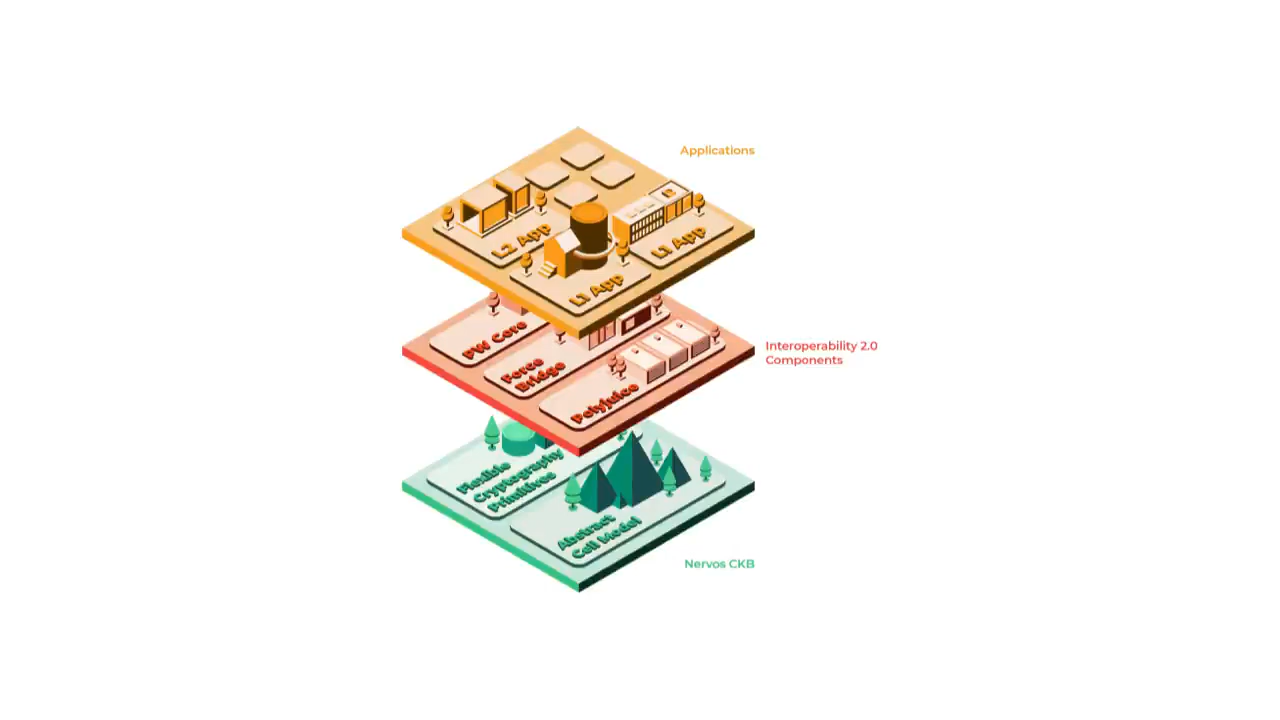 Applications
L2 App
L1 App
L1 App
Interoperability 2.0
Components
PW Core
Force
Bridge
Polyjuice
Flexible
Cryptography
Primitives
Abstract
Cell Model
Nervos CKB